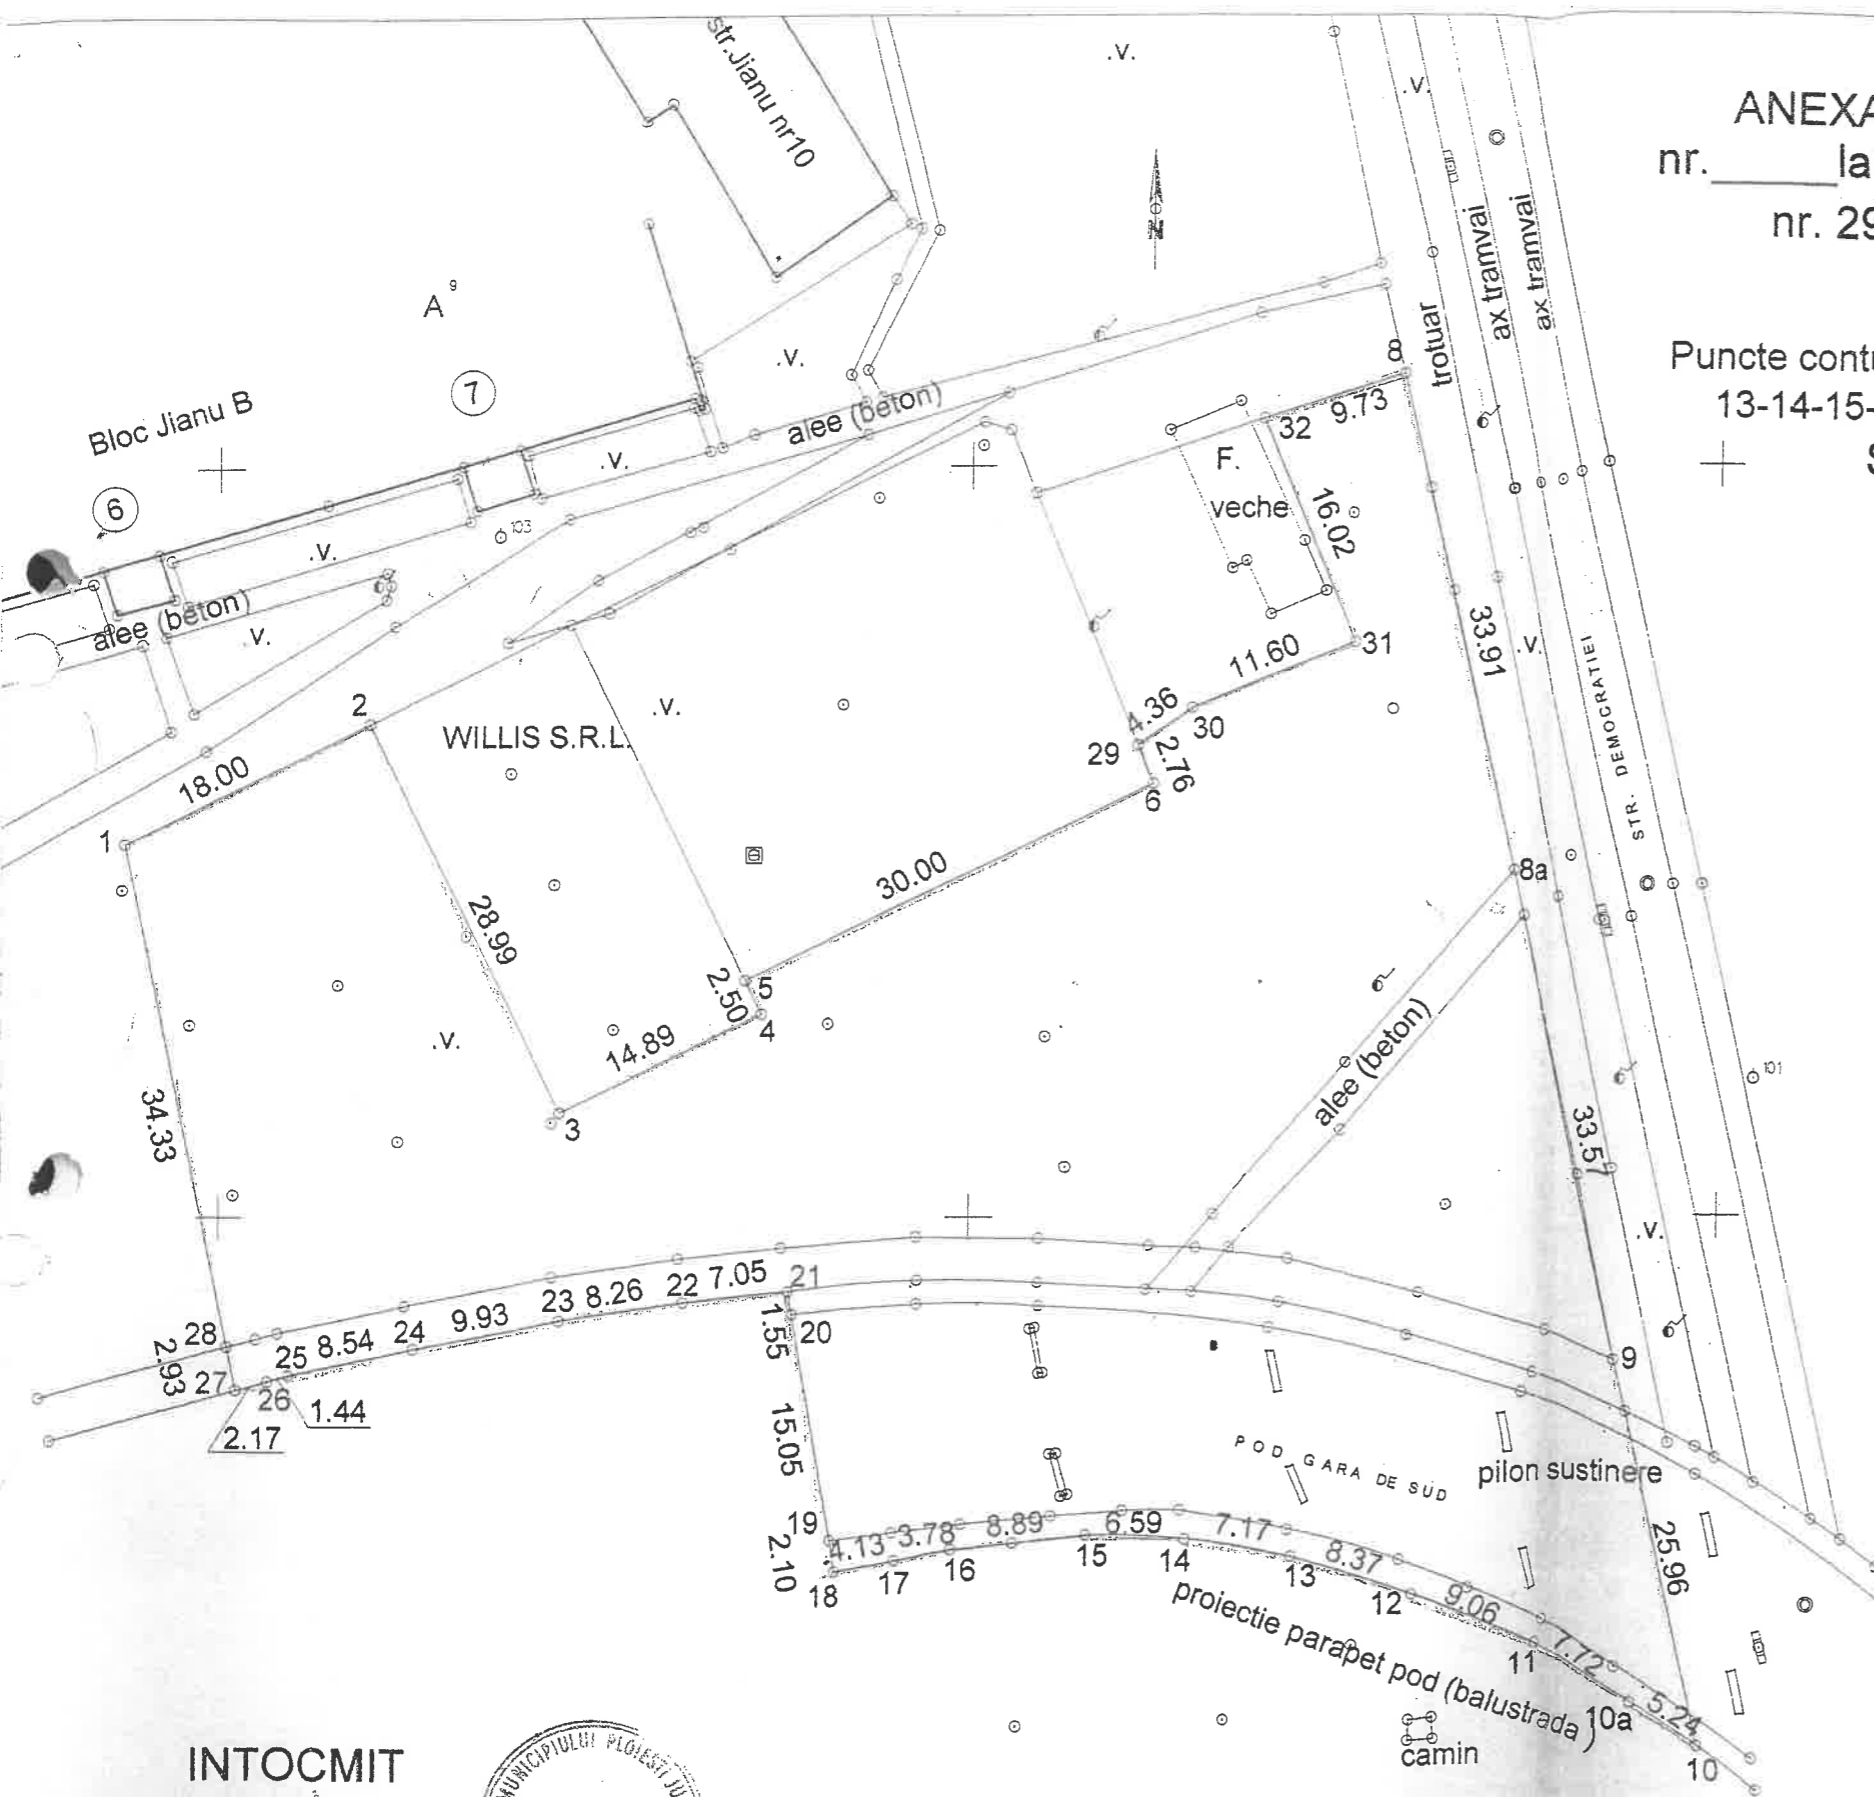 str.Jianu nr10
.v.
.v.
ANEXA
nr.______la
nr. 29
N
A 9
ax tramvai
ax tramvai
trotuar
Puncte contr
13-14-15-
7
Bloc Jianu B
.v.
alee (beton)
8
9.73
32
F.
veche
16.02
6
.v.
103
.v.
alee (beton)
.v.
33.91
.v.
STR. DEMOCRATIEI
31
11.60
2
WILLIS S.R.L.
.v.
4.36
30
29
2.76
6
18.00
1
30.00
8a
28.99
5
2.50
4
14.89
3
.v.
alee (beton)
101
34.33
33.57
.v.
21
7.05
22
8.26
23
9.93
24
8.54
25
28
2.93
27
26
1.44
2.17
1.55
20
9
15.05
POD GARA DE SUD
pilon sustinere
19
2.10
18
4.13
3.78
8.89
6.59
7.17
8.37
9.06
7.72
5.24
25.96
17
16
15
14
13
12
11
10a
10
proiectie parapet pod (balustrada)
camin
INTOCMIT
MUNICIPIULUI PLOIESTI JU